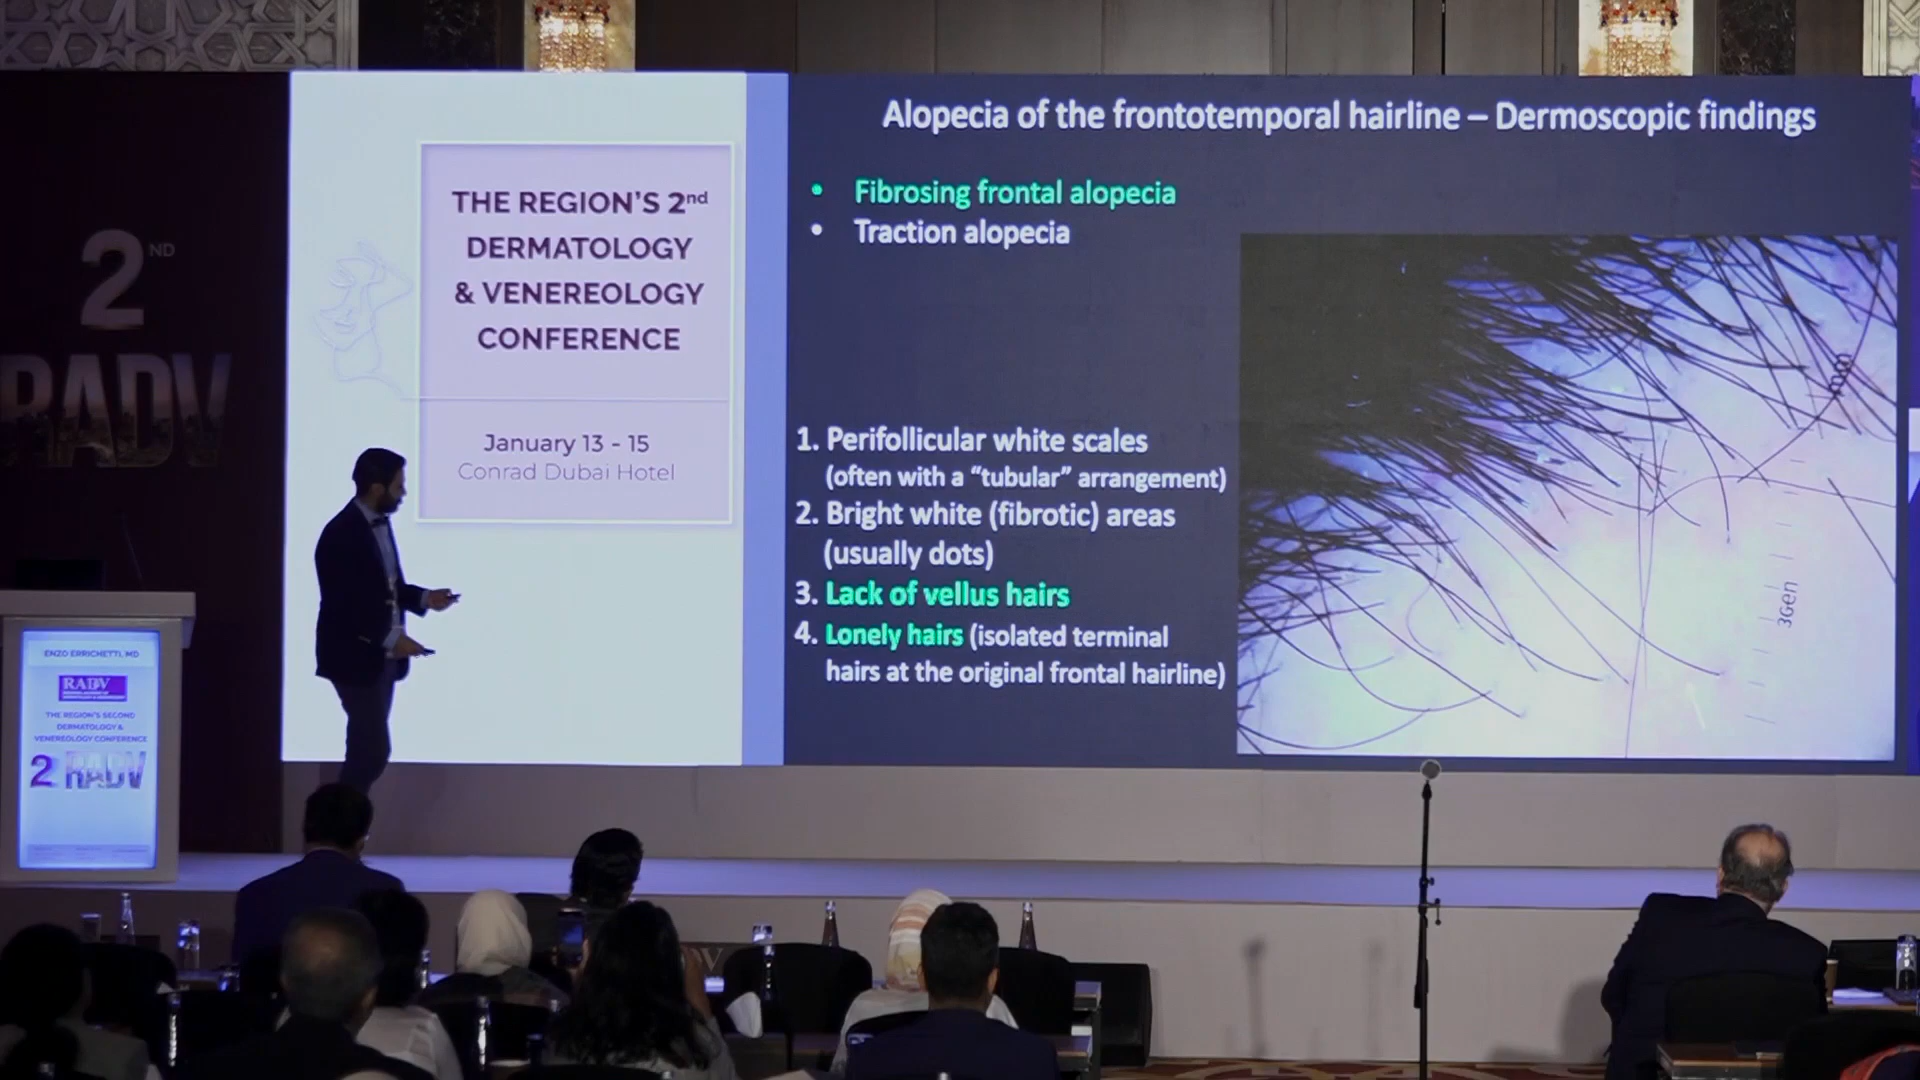 2ND
RADV
THE REGION'S 2nd
DERMATOLOGY
& VENEREOLOGY
CONFERENCE
January 13 - 15
Conrad Dubai Hotel
Alopecia of the frontotemporal hairline – Dermoscopic findings
• Fibrosing frontal alopecia
• Traction alopecia
1. Perifollicular white scales
(often with a “tubular” arrangement)
2. Bright white (fibrotic) areas
(usually dots)
3. Lack of vellus hairs
4. Lonely hairs (isolated terminal
hairs at the original frontal hairline)
3Gen
ENZO ERRICHETTI, MD
RADV
THE REGION'S SECOND
DERMATOLOGY &
VENEREOLOGY CONFERENCE
2 RADV